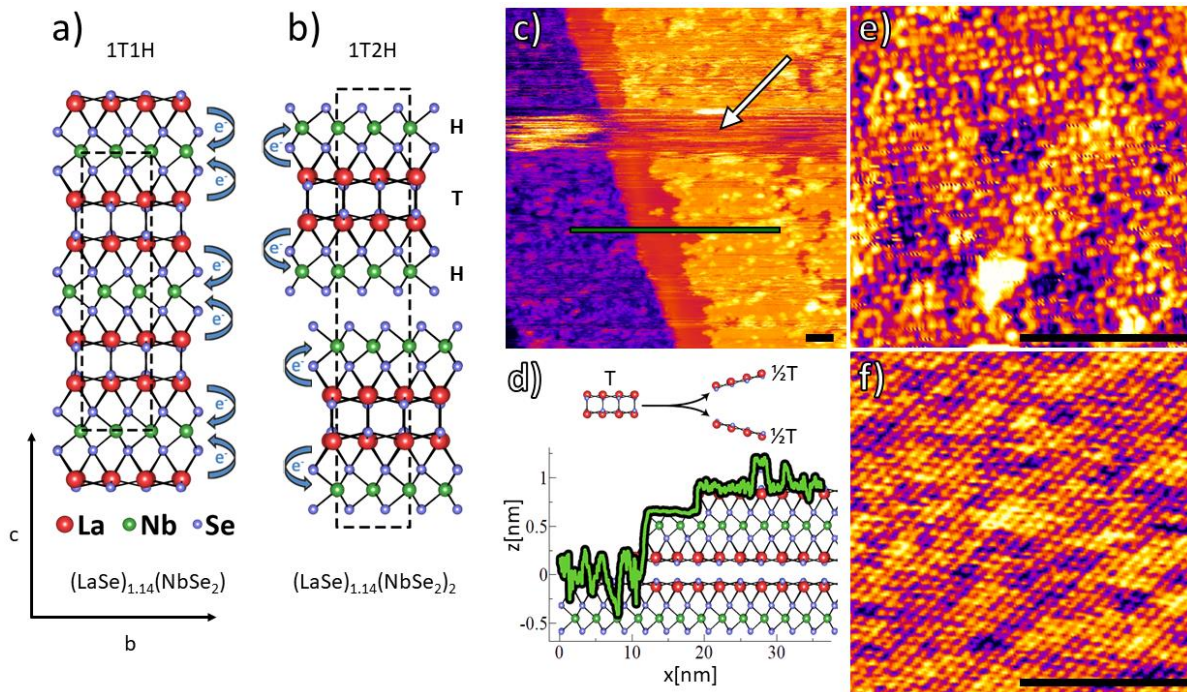 a)
1T1H
e-
e-
e-
e-
e-
e-
La Nb Se
(LaSe)1.14(NbSe2)
c
b
b)
1T2H
H
T
H
e-
e-
e-
e-
(LaSe)1.14(NbSe2)2
c)
d)
T
½T
½T
z[nm]
1
0.5
0
-0.5
0 10 20 30
x[nm]
e)
f)